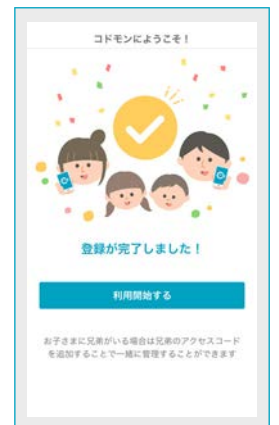 コドモンにようこそ！
登録が完了しました！
利用開始する
お子さまに兄弟がいる場合は兄弟のアクセスコード
を追加することで一緒に管理することができます